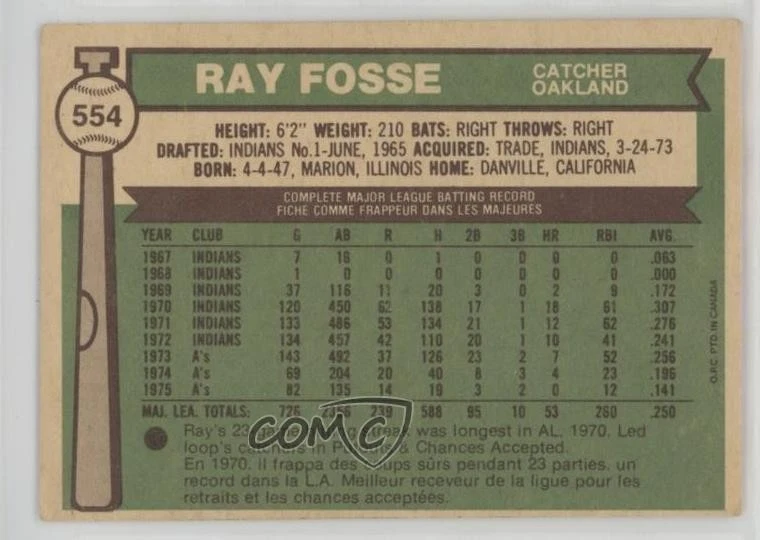 554
RAY FOSSE
CATCHER
OAKLAND
HEIGHT: 6'2" WEIGHT: 210 BATS: RIGHT THROWS: RIGHT
DRAFTED: INDIANS No.1-JUNE, 1965 ACQUIRED: TRADE, INDIANS, 3-24-73
BORN: 4-4-47, MARION, ILLINOIS HOME: DANVILLE, CALIFORNIA
COMPLETE MAJOR LEAGUE BATTING RECORD
FICHE COMME FRAPPEUR DANS LES MAJEURES
YEAR CLUB G AB R H 2B 3B HR RBI AVG.
1967 INDIANS 7 16 0 1 0 0 0 0 .063
1968 INDIANS 1 0 0 0 0 0 0 0 .000
1969 INDIANS 37 116 11 20 3 0 2 9 .172
1970 INDIANS 120 450 62 138 17 1 18 61 .307
1971 INDIANS 133 486 53 134 21 1 12 62 .276
1972 INDIANS 134 457 42 110 20 1 10 41 .241
1973 A's 143 492 37 126 23 2 7 52 .256
1974 A's 69 204 20 40 8 3 4 23 .196
1975 A's 82 135 14 19 3 2 0 12 .141
MAJ. LEA. TOTALS: 726 2356 239 588 95 10 53 260 .250
Ray's 23 game streak was longest in AL, 1970. Led
loop's catchers in Putouts & Chances Accepted.
En 1970, il frappa des coups sûrs pendant 23 parties, un
record dans la L.A. Meilleur receveur de la ligue pour les
retraits et les chances acceptées.
O.P.C. PTD. IN CANADA
COMC